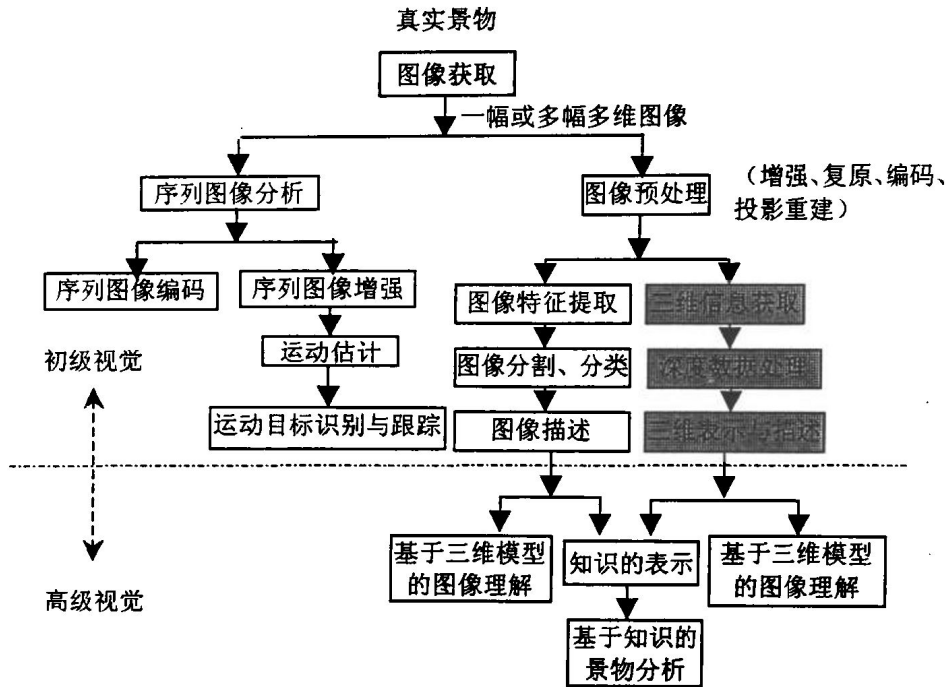 真实景物
图像获取
一幅或多幅多维图像
序列图像分析
图像预处理
（增强、复原、编码、
投影重建）
序列图像编码
序列图像增强
图像特征提取
三维信息获取
初级视觉
运动估计
图像分割、分类
深度数据处理
运动目标识别与跟踪
图像描述
三维表示与描述
基于三维模型
的图像理解
知识的表示
基于三维模型
的图像理解
高级视觉
基于知识的
景物分析